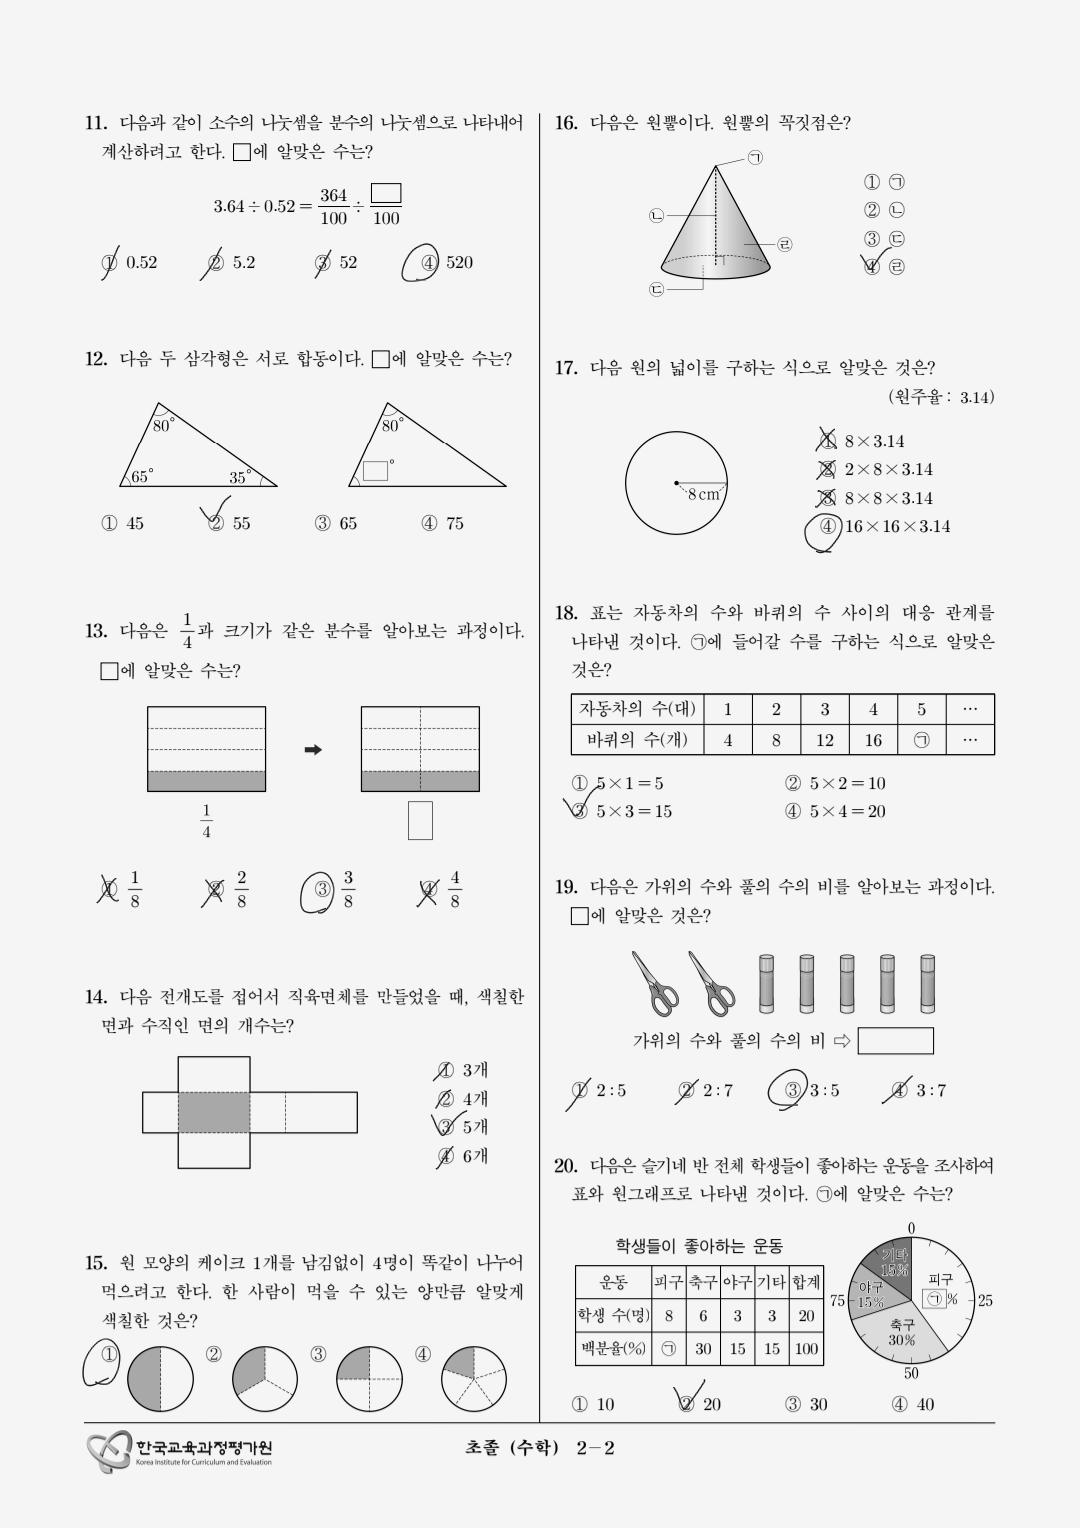 11. 다음과 같이 소수의 나눗셈을 분수의 나눗셈으로 나타내어
계산하려고 한다. □에 알맞은 수는?
3.64 ÷ 0.52 = 364/100 ÷ □/100
① 0.52 ② 5.2 ③ 52 ④ 520
12. 다음 두 삼각형은 서로 합동이다. □에 알맞은 수는?
80° 80°
65° 35° □°
① 45 ② 55 ③ 65 ④ 75
13. 다음은 1/4과 크기가 같은 분수를 알아보는 과정이다.
□에 알맞은 수는?
1/4 □
① 1/8 ② 2/8 ③ 3/8 ④ 4/8
14. 다음 전개도를 접어서 직육면체를 만들었을 때, 색칠한
면과 수직인 면의 개수는?
① 3개
② 4개
③ 5개
④ 6개
15. 원 모양의 케이크 1개를 남김없이 4명이 똑같이 나누어
먹으려고 한다. 한 사람이 먹을 수 있는 양만큼 알맞게
색칠한 것은?
① ② ③ ④
16. 다음은 원뿔이다. 원뿔의 꼭짓점은?
㉠
㉡
㉣
㉢
① ㉠
② ㉡
③ ㉢
④ ㉣
17. 다음 원의 넓이를 구하는 식으로 알맞은 것은?
(원주율 : 3.14)
8 cm
① 8×3.14
② 2×8×3.14
③ 8×8×3.14
④ 16×16×3.14
18. 표는 자동차의 수와 바퀴의 수 사이의 대응 관계를
나타낸 것이다. ㉠에 들어갈 수를 구하는 식으로 알맞은
것은?
자동차의 수(대) 1 2 3 4 5 …
바퀴의 수(개) 4 8 12 16 ㉠ …
① 5×1=5 ② 5×2=10
③ 5×3=15 ④ 5×4=20
19. 다음은 가위의 수와 풀의 수의 비를 알아보는 과정이다.
□에 알맞은 것은?
가위의 수와 풀의 수의 비 ⇨ □
① 2:5 ② 2:7 ③ 3:5 ④ 3:7
20. 다음은 슬기네 반 전체 학생들이 좋아하는 운동을 조사하여
표와 원그래프로 나타낸 것이다. ㉠에 알맞은 수는?
학생들이 좋아하는 운동
운동 피구 축구 야구 기타 합계
학생 수(명) 8 6 3 3 20
백분율(%) ㉠ 30 15 15 100
0
기타
15%
피구
㉠%
야구
15%
75 25
축구
30%
50
① 10 ② 20 ③ 30 ④ 40
한국교육과정평가원
Korea Institute for Curriculum and Evaluation
초졸 (수학) 2-2